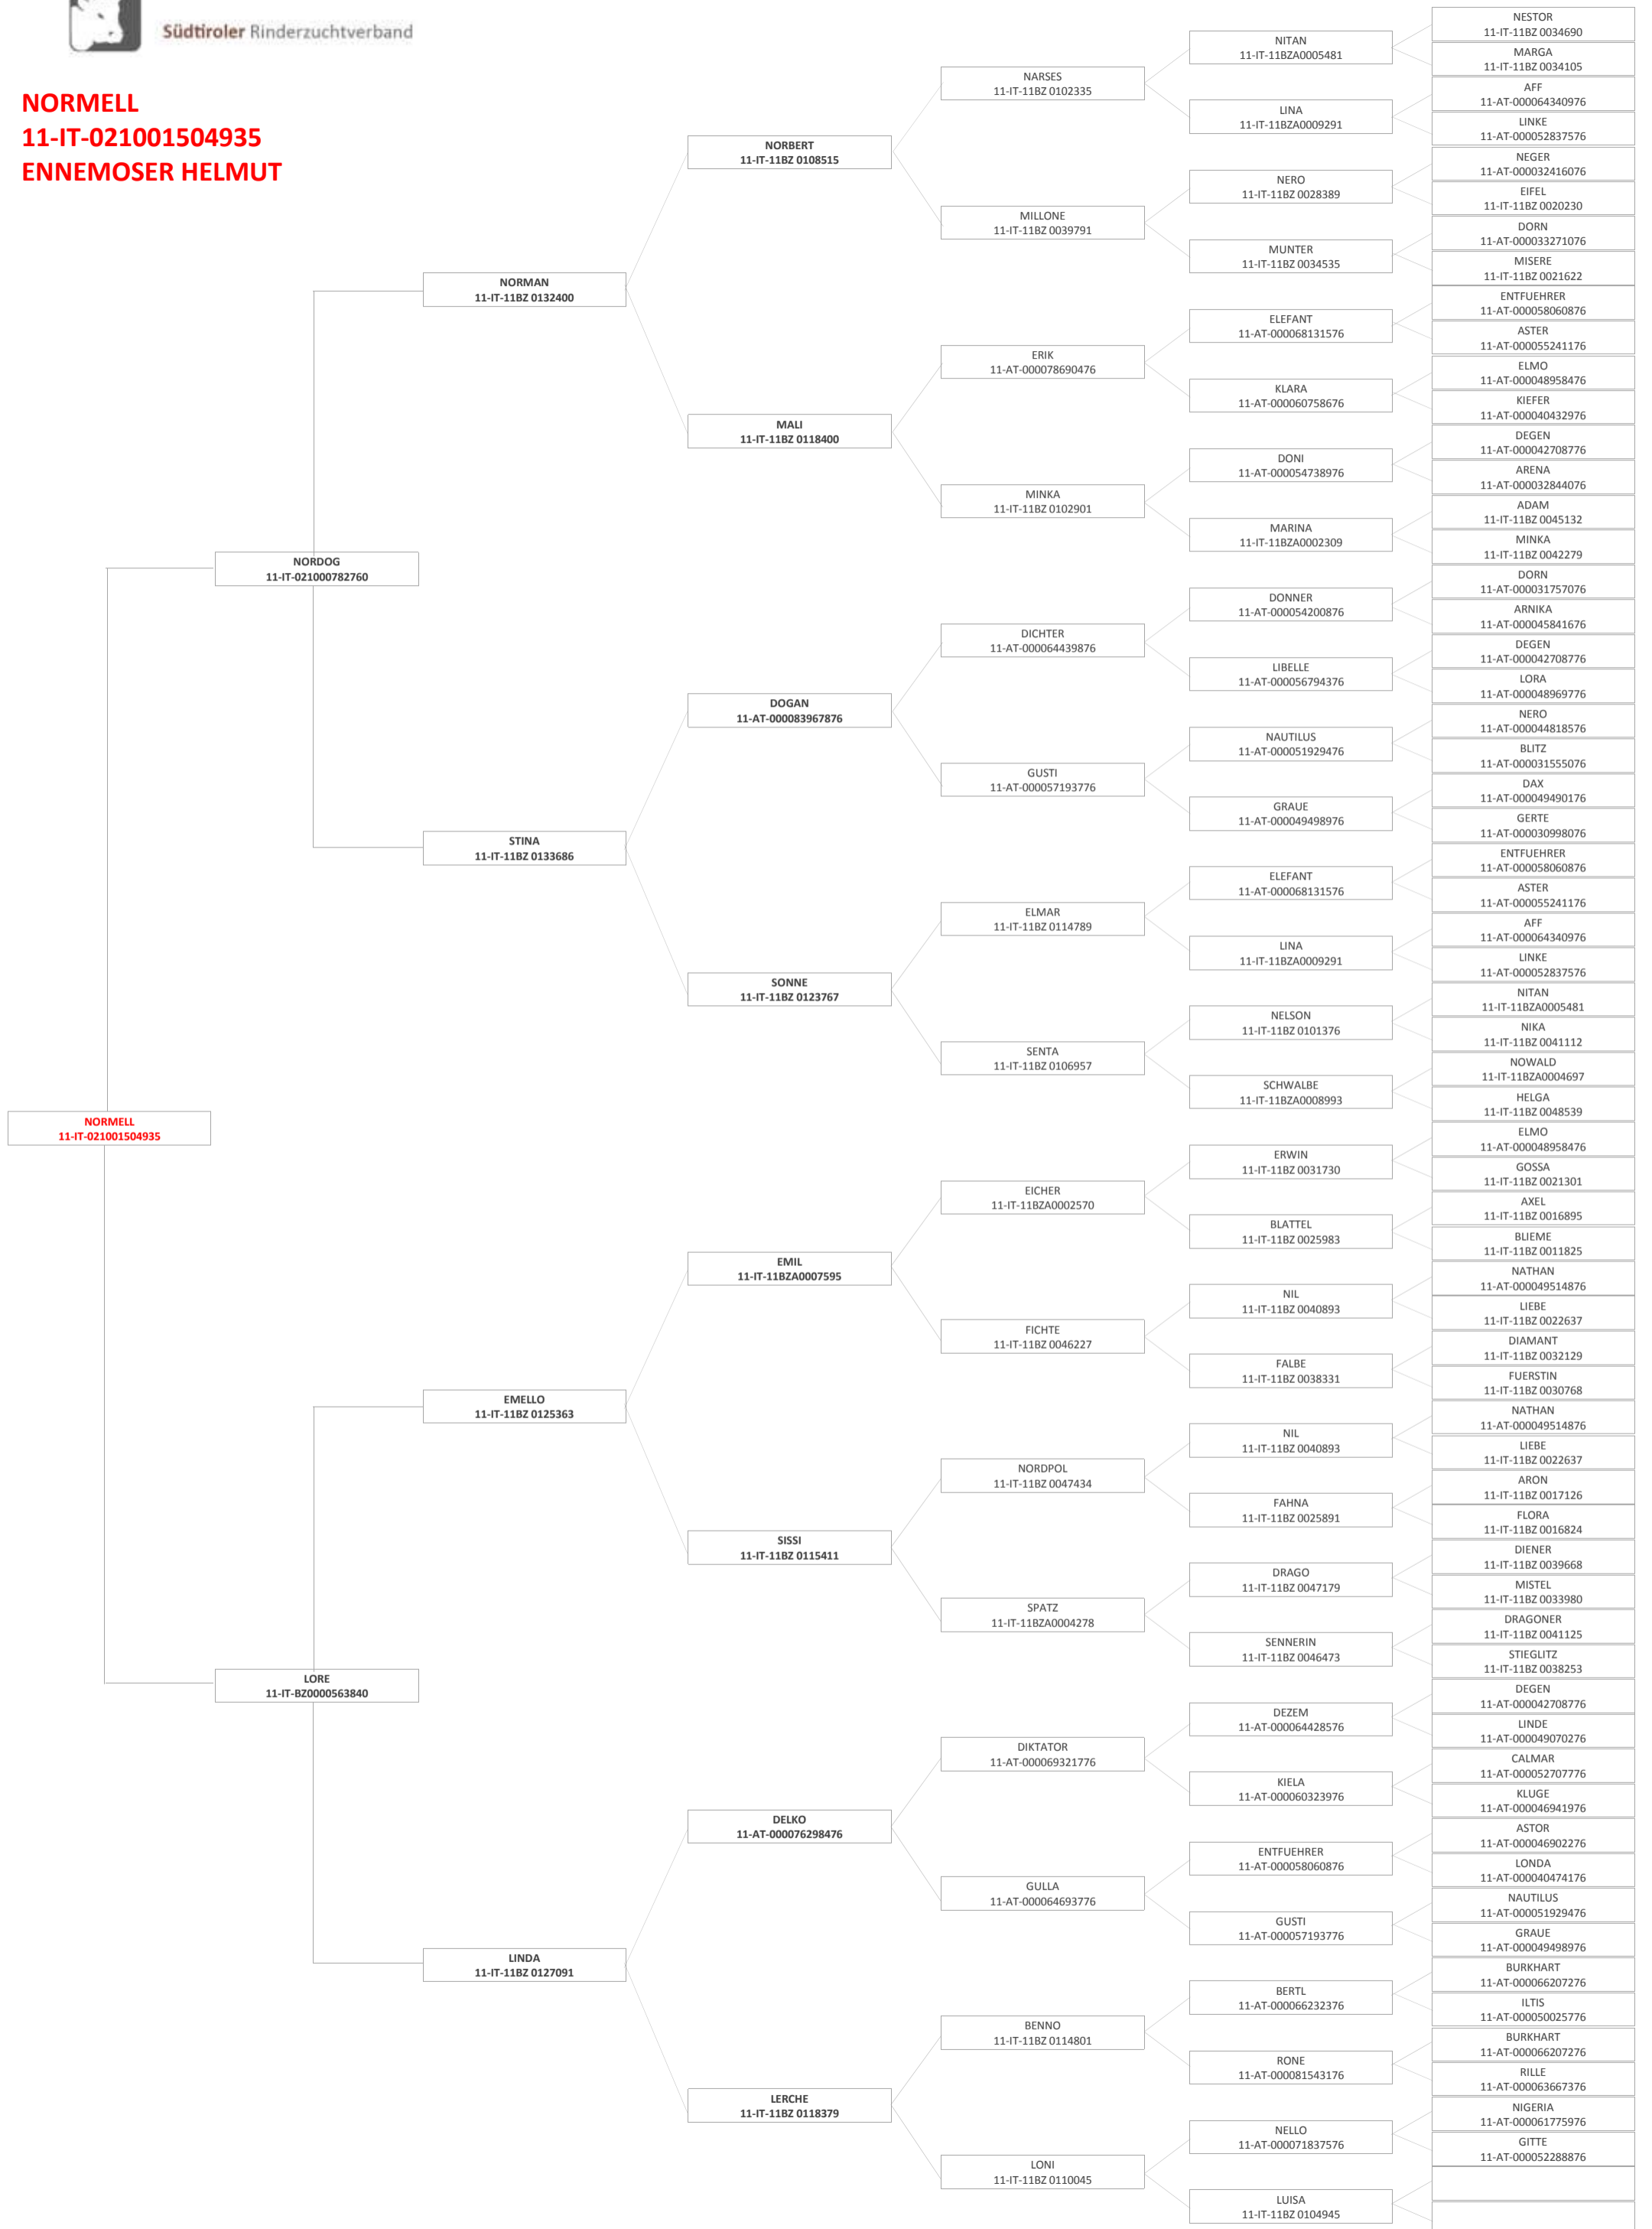 Südtiroler Rinderzuchtverband
NORMELL
11-IT-021001504935
ENNEMOSER HELMUT
NORMELL
11-IT-021001504935
NORDOG
11-IT-021000782760
LORE
11-IT-BZ0000563840
NORMAN
11-IT-11BZ 0132400
STINA
11-IT-11BZ 0133686
EMELLO
11-IT-11BZ 0125363
LINDA
11-IT-11BZ 0127091
NORBERT
11-IT-11BZ 0108515
MALI
11-IT-11BZ 0118400
DOGAN
11-AT-000083967876
SONNE
11-IT-11BZ 0123767
EMIL
11-IT-11BZA0007595
SISSI
11-IT-11BZ 0115411
DELKO
11-AT-000076298476
LERCHE
11-IT-11BZ 0118379
NARSES
11-IT-11BZ 0102335
MILLONE
11-IT-11BZ 0039791
ERIK
11-AT-000078690476
MINKA
11-IT-11BZ 0102901
DICHTER
11-AT-000064439876
GUSTI
11-AT-000057193776
ELMAR
11-IT-11BZ 0114789
SENTA
11-IT-11BZ 0106957
EICHER
11-IT-11BZA0002570
FICHTE
11-IT-11BZ 0046227
NORDPOL
11-IT-11BZ 0047434
SPATZ
11-IT-11BZA0004278
DIKTATOR
11-AT-000069321776
GULLA
11-AT-000064693776
BENNO
11-IT-11BZ 0114801
LONI
11-IT-11BZ 0110045
NITAN
11-IT-11BZA0005481
LINA
11-IT-11BZA0009291
NERO
11-IT-11BZ 0028389
MUNTER
11-IT-11BZ 0034535
ELEFANT
11-AT-000068131576
KLARA
11-AT-000060758676
DONI
11-AT-000054738976
MARINA
11-IT-11BZA0002309
DONNER
11-AT-000054200876
LIBELLE
11-AT-000056794376
NAUTILUS
11-AT-000051929476
GRAUE
11-AT-000049498976
ELEFANT
11-AT-000068131576
LINA
11-IT-11BZA0009291
NELSON
11-IT-11BZ 0101376
SCHWALBE
11-IT-11BZA0008993
ERWIN
11-IT-11BZ 0031730
BLATTEL
11-IT-11BZ 0025983
NIL
11-IT-11BZ 0040893
FALBE
11-IT-11BZ 0038331
NIL
11-IT-11BZ 0040893
FAHNA
11-IT-11BZ 0025891
DRAGO
11-IT-11BZ 0047179
SENNERIN
11-IT-11BZ 0046473
DEZEM
11-AT-000064428576
KIELA
11-AT-000060323976
ENTFUEHRER
11-AT-000058060876
GUSTI
11-AT-000057193776
BERTL
11-AT-000066232376
RONE
11-AT-000081543176
NELLO
11-AT-000071837576
LUISA
11-IT-11BZ 0104945
NESTOR
11-IT-11BZ 0034690
MARGA
11-IT-11BZ 0034105
AFF
11-AT-000064340976
LINKE
11-AT-000052837576
NEGER
11-AT-000032416076
EIFEL
11-IT-11BZ 0020230
DORN
11-AT-000033271076
MISERE
11-IT-11BZ 0021622
ENTFUEHRER
11-AT-000058060876
ASTER
11-AT-000055241176
ELMO
11-AT-000048958476
KIEFER
11-AT-000040432976
DEGEN
11-AT-000042708776
ARENA
11-AT-000032844076
ADAM
11-IT-11BZ 0045132
MINKA
11-IT-11BZ 0042279
DORN
11-AT-000031757076
ARNIKA
11-AT-000045841676
DEGEN
11-AT-000042708776
LORA
11-AT-000048969776
NERO
11-AT-000044818576
BLITZ
11-AT-000031555076
DAX
11-AT-000049490176
GERTE
11-AT-000030998076
ENTFUEHRER
11-AT-000058060876
ASTER
11-AT-000055241176
AFF
11-AT-000064340976
LINKE
11-AT-000052837576
NITAN
11-IT-11BZA0005481
NIKA
11-IT-11BZ 0041112
NOWALD
11-IT-11BZA0004697
HELGA
11-IT-11BZ 0048539
ELMO
11-AT-000048958476
GOSSA
11-IT-11BZ 0021301
AXEL
11-IT-11BZ 0016895
BLIEME
11-IT-11BZ 0011825
NATHAN
11-AT-000049514876
LIEBE
11-IT-11BZ 0022637
DIAMANT
11-IT-11BZ 0032129
FUERSTIN
11-IT-11BZ 0030768
NATHAN
11-AT-000049514876
LIEBE
11-IT-11BZ 0022637
ARON
11-IT-11BZ 0017126
FLORA
11-IT-11BZ 0016824
DIENER
11-IT-11BZ 0039668
MISTEL
11-IT-11BZ 0033980
DRAGONER
11-IT-11BZ 0041125
STIEGLITZ
11-IT-11BZ 0038253
DEGEN
11-AT-000042708776
LINDE
11-AT-000049070276
CALMAR
11-AT-000052707776
KLUGE
11-AT-000046941976
ASTOR
11-AT-000046902276
LONDA
11-AT-000040474176
NAUTILUS
11-AT-000051929476
GRAUE
11-AT-000049498976
BURKHART
11-AT-000066207276
ILTIS
11-AT-000050025776
BURKHART
11-AT-000066207276
RILLE
11-AT-000063667376
NIGERIA
11-AT-000061775976
GITTE
11-AT-000052288876